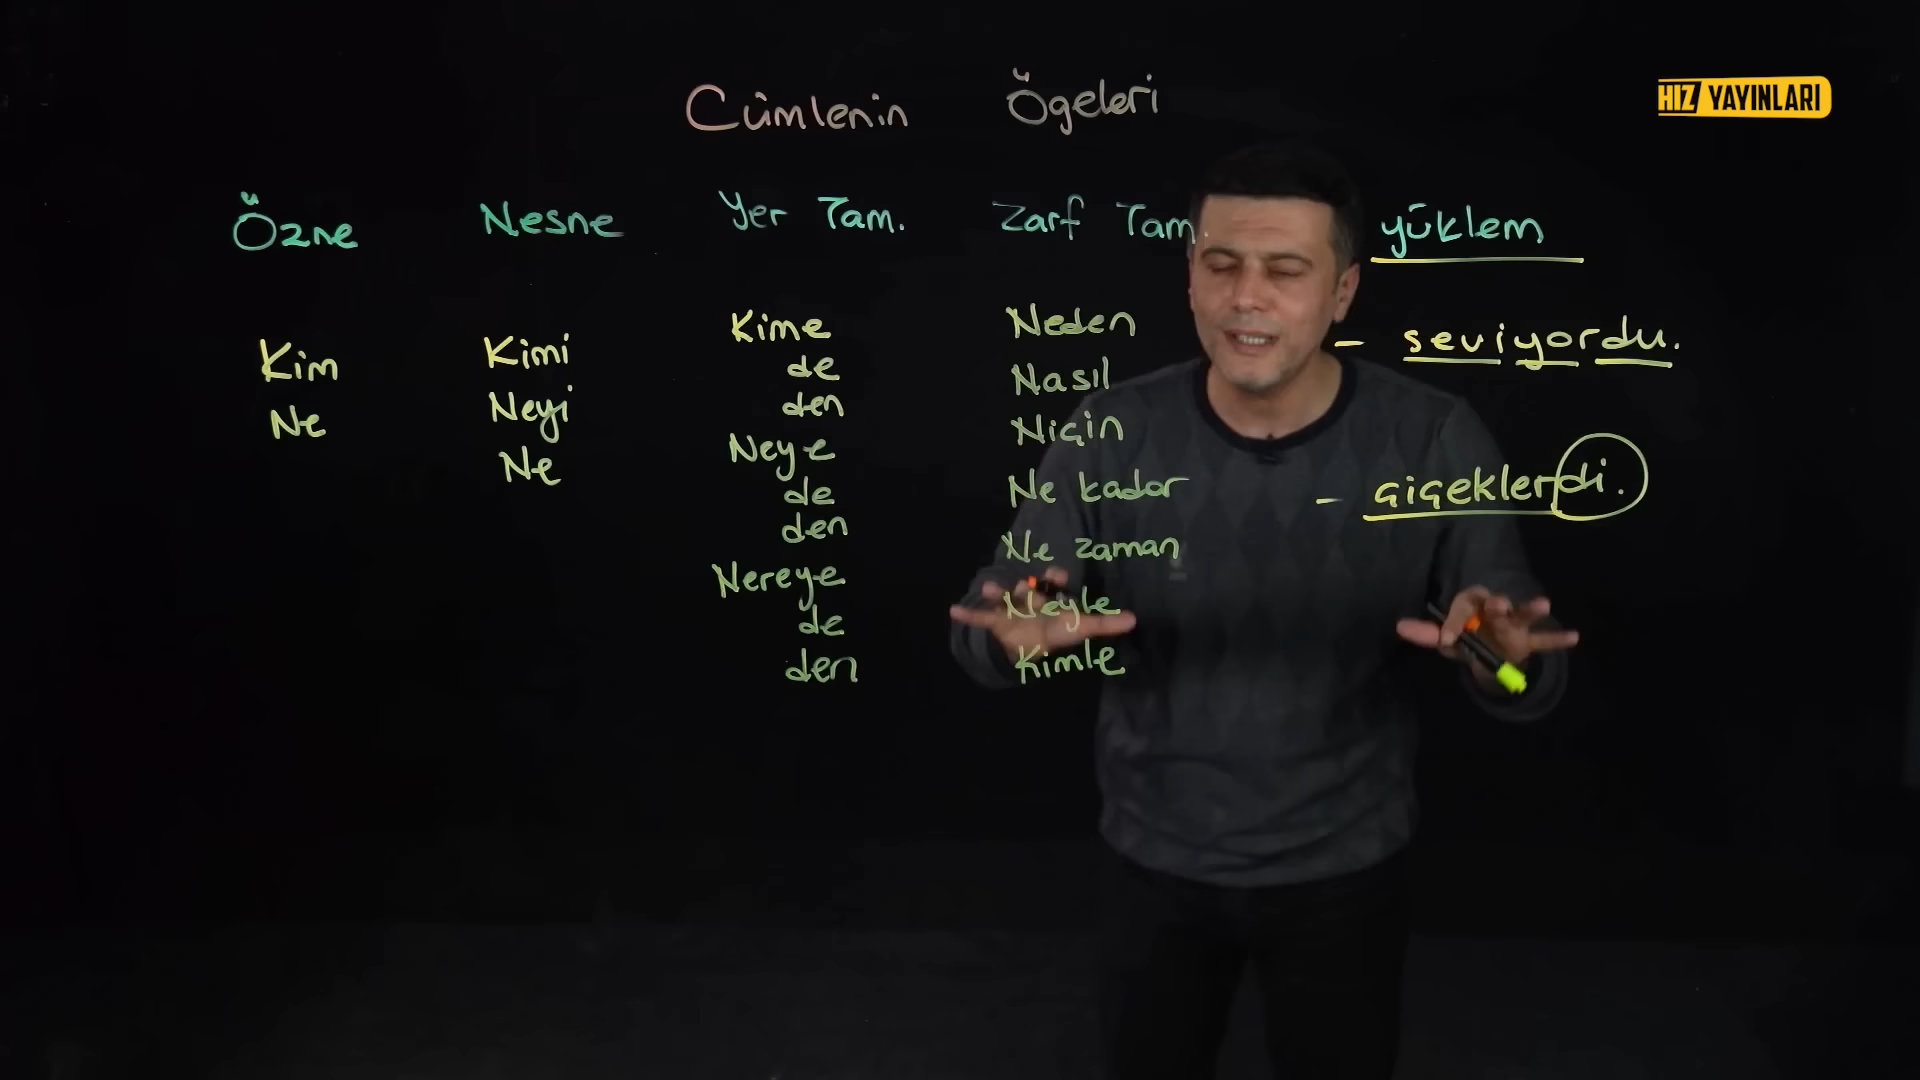 HIZ YAYINLARI
Cümlenin Ögeleri
Özne
Kim
Ne
Nesne
Kimi
Neyi
Ne
Yer Tam.
Kime
de
den
Neye
de
den
Nereye
de
den
Zarf Tam.
Neden
Nasıl
Niçin
Ne kadar
Ne zaman
Neyle
Kimle
yüklem
- seviyordu.
- çiçeklerdi.